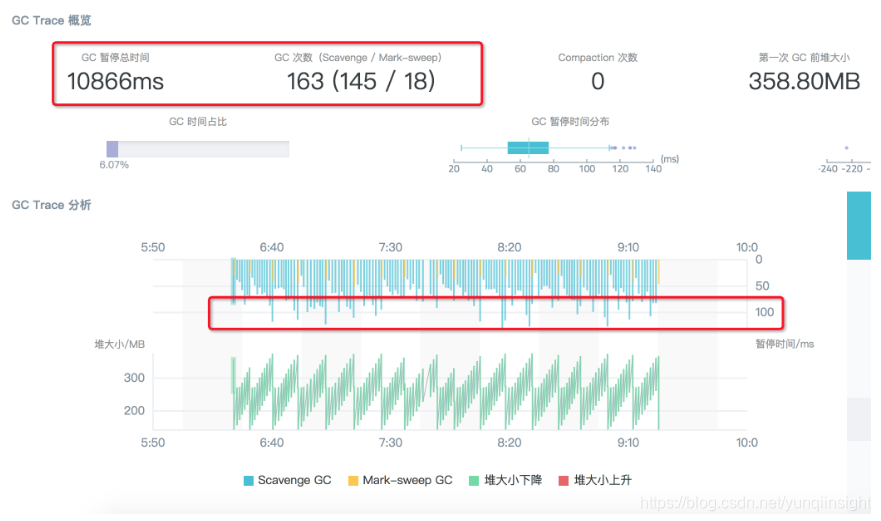 GC Trace 概览
GC 暂停总时间 GC 次数（Scavenge / Mark-sweep） Compaction 次数 第一次 GC 前堆大小
10866ms 163 (145 / 18) 0 358.80MB
GC 时间占比 GC 暂停时间分布
6.07%
(ms)
20 40 60 80 100 120 140 -240 -220
GC Trace 分析
5:50 6:40 7:30 8:20 9:10 10:0
0
50
100
堆大小/MB 暂停时间/ms
300
200
5:50 6:40 7:30 8:20 9:10 10:0
Scavenge GC Mark-sweep GC 堆大小下降 堆大小上升
https://blog.csdn.net/yunqiinsight